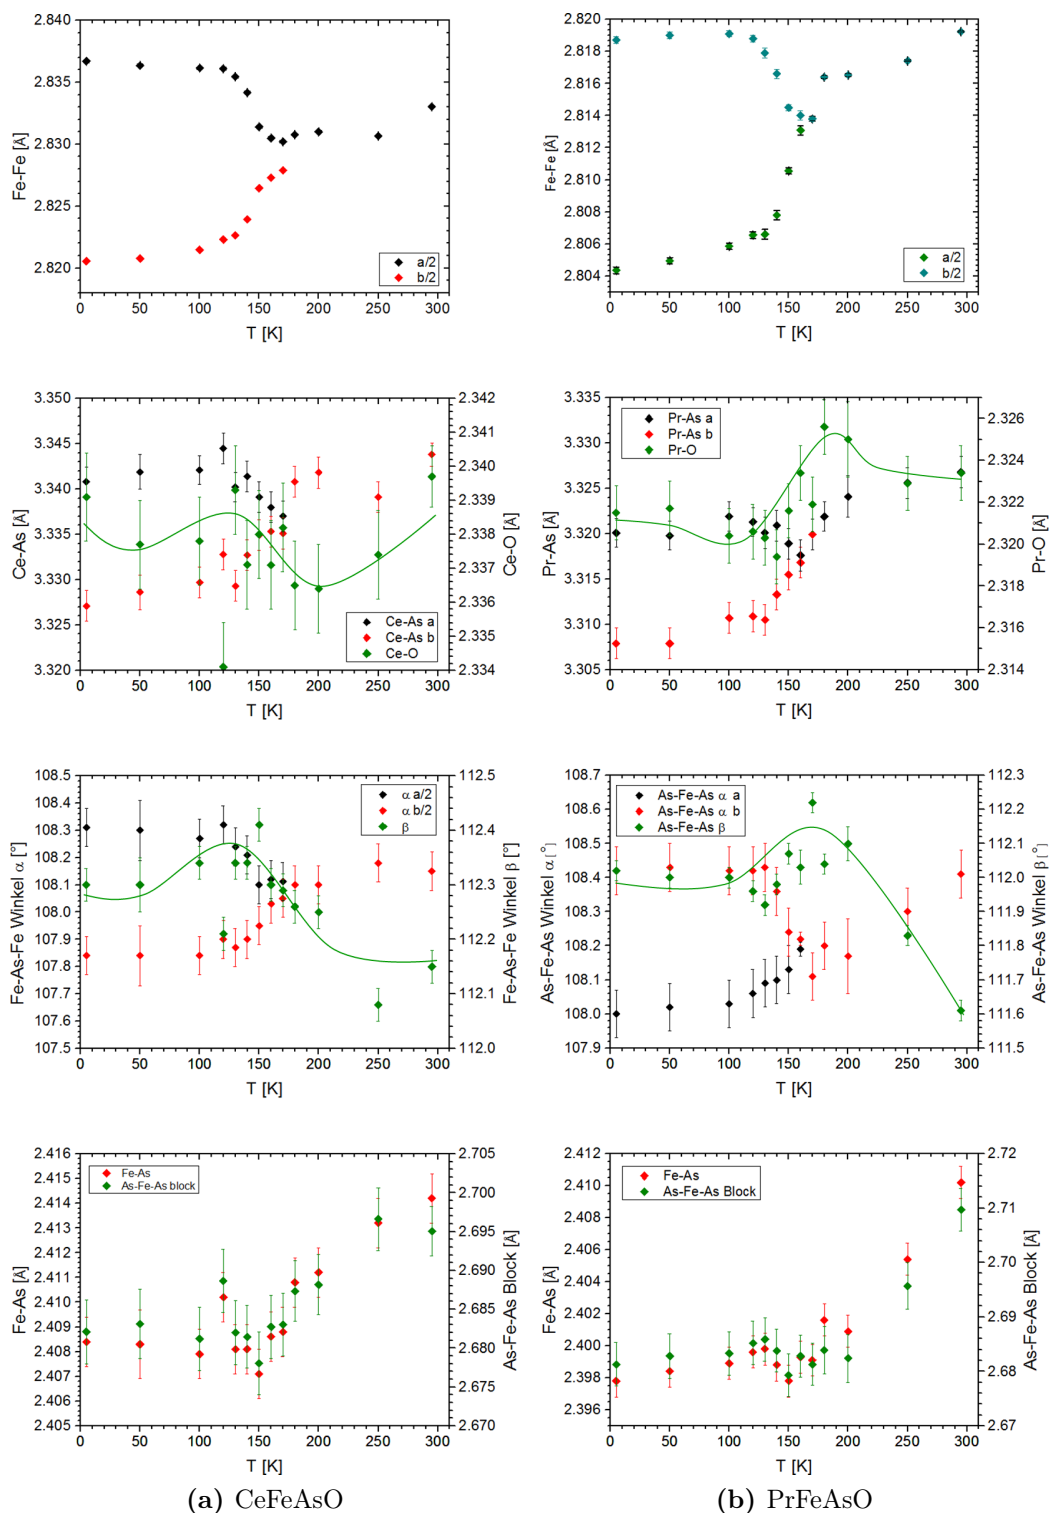 2.840
2.835
2.830
2.825
2.820
Fe-Fe [Å]
a/2
b/2
0 50 100 150 200 250 300
T [K]
2.820
2.818
2.816
2.814
2.812
2.810
2.808
2.806
2.804
Fe-Fe [Å]
a/2
b/2
0 50 100 150 200 250 300
T [K]
3.350
3.345
3.340
3.335
3.330
3.325
3.320
Ce-As [Å]
Ce-As a
Ce-As b
Ce-O
2.342
2.341
2.340
2.339
2.338
2.337
2.336
2.335
2.334
Ce-O [Å]
0 50 100 150 200 250 300
T [K]
3.335
3.330
3.325
3.320
3.315
3.310
3.305
Pr-As [Å]
Pr-As a
Pr-As b
Pr-O
2.326
2.324
2.322
2.320
2.318
2.316
2.314
Pr-O [Å]
0 50 100 150 200 250 300
T [K]
108.5
108.4
108.3
108.2
108.1
108.0
107.9
107.8
107.7
107.6
107.5
Fe-As-Fe Winkel α [°]
α a/2
α b/2
β
112.5
112.4
112.3
112.2
112.1
112.0
Fe-As-Fe Winkel β [°]
0 50 100 150 200 250 300
T [K]
108.7
108.6
108.5
108.4
108.3
108.2
108.1
108.0
107.9
As-Fe-As Winkel α[°]
As-Fe-As α a
As-Fe-As α b
As-Fe-As β
112.3
112.2
112.1
112.0
111.9
111.8
111.7
111.6
111.5
As-Fe-As Winkel β[°]
0 50 100 150 200 250 300
T [K]
2.416
2.415
2.414
2.413
2.412
2.411
2.410
2.409
2.408
2.407
2.406
2.405
Fe-As [Å]
Fe-As
As-Fe-As block
2.705
2.700
2.695
2.690
2.685
2.680
2.675
2.670
As-Fe-As Block [Å]
0 50 100 150 200 250 300
T [K]
2.412
2.410
2.408
2.406
2.404
2.402
2.400
2.398
2.396
Fe-As [Å]
Fe-As
As-Fe-As Block
2.72
2.71
2.70
2.69
2.68
2.67
As-Fe-As Block [Å]
0 50 100 150 200 250 300
T [K]
(a) CeFeAsO
(b) PrFeAsO